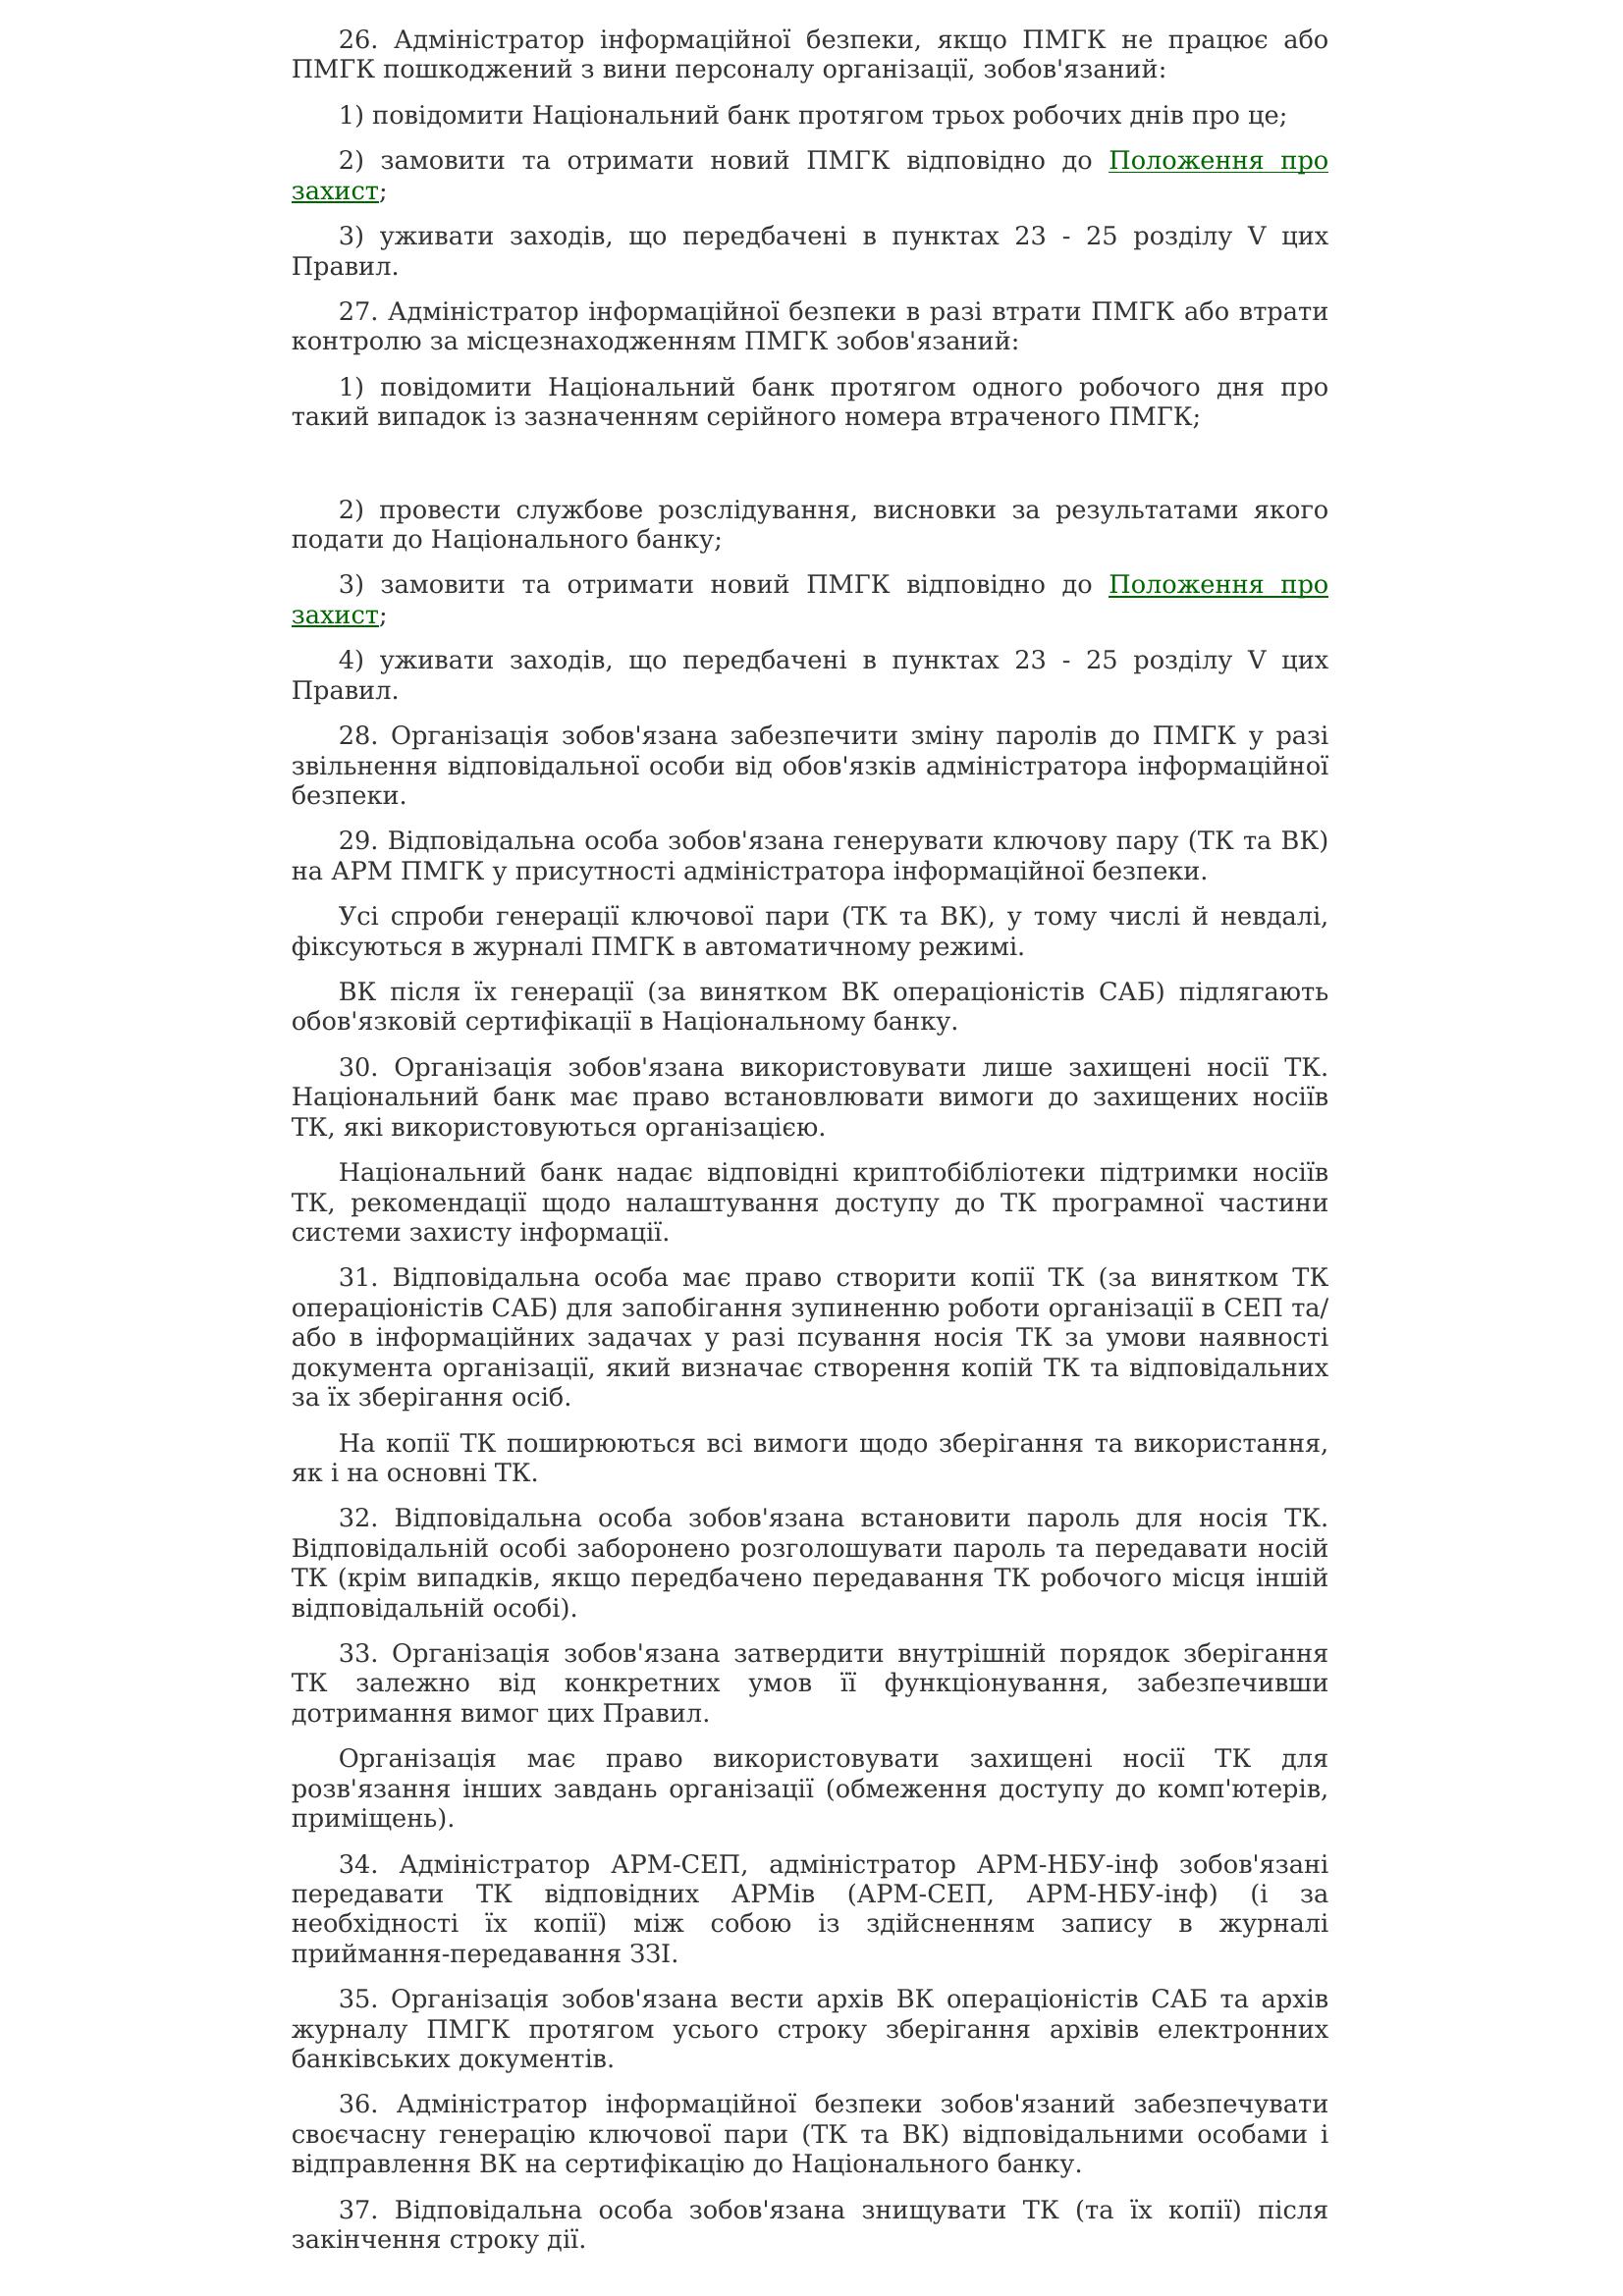 26. Адміністратор інформаційної безпеки, якщо ПМГК не працює або
ПМГК пошкоджений з вини персоналу організації, зобов'язаний:
1) повідомити Національний банк протягом трьох робочих днів про це;
2) замовити та отримати новий ПМГК відповідно до Положення про
захист;
3) уживати заходів, що передбачені в пунктах 23 - 25 розділу V цих
Правил.
27. Адміністратор інформаційної безпеки в разі втрати ПМГК або втрати
контролю за місцезнаходженням ПМГК зобов'язаний:
1) повідомити Національний банк протягом одного робочого дня про
такий випадок із зазначенням серійного номера втраченого ПМГК;
2) провести службове розслідування, висновки за результатами якого
подати до Національного банку;
3) замовити та отримати новий ПМГК відповідно до Положення про
захист;
4) уживати заходів, що передбачені в пунктах 23 - 25 розділу V цих
Правил.
28. Організація зобов'язана забезпечити зміну паролів до ПМГК у разі
звільнення відповідальної особи від обов'язків адміністратора інформаційної
безпеки.
29. Відповідальна особа зобов'язана генерувати ключову пару (ТК та ВК)
на АРМ ПМГК у присутності адміністратора інформаційної безпеки.
Усі спроби генерації ключової пари (ТК та ВК), у тому числі й невдалі,
фіксуються в журналі ПМГК в автоматичному режимі.
ВК після їх генерації (за винятком ВК операціоністів САБ) підлягають
обов'язковій сертифікації в Національному банку.
30. Організація зобов'язана використовувати лише захищені носії ТК.
Національний банк має право встановлювати вимоги до захищених носіїв
ТК, які використовуються організацією.
Національний банк надає відповідні криптобібліотеки підтримки носіїв
ТК, рекомендації щодо налаштування доступу до ТК програмної частини
системи захисту інформації.
31. Відповідальна особа має право створити копії ТК (за винятком ТК
операціоністів САБ) для запобігання зупиненню роботи організації в СЕП та/
або в інформаційних задачах у разі псування носія ТК за умови наявності
документа організації, який визначає створення копій ТК та відповідальних
за їх зберігання осіб.
На копії ТК поширюються всі вимоги щодо зберігання та використання,
як і на основні ТК.
32. Відповідальна особа зобов'язана встановити пароль для носія ТК.
Відповідальній особі заборонено розголошувати пароль та передавати носій
ТК (крім випадків, якщо передбачено передавання ТК робочого місця іншій
відповідальній особі).
33. Організація зобов'язана затвердити внутрішній порядок зберігання
ТК залежно від конкретних умов її функціонування, забезпечивши
дотримання вимог цих Правил.
Організація має право використовувати захищені носії ТК для
розв'язання інших завдань організації (обмеження доступу до комп'ютерів,
приміщень).
34. Адміністратор АРМ-СЕП, адміністратор АРМ-НБУ-інф зобов'язані
передавати ТК відповідних АРМів (АРМ-СЕП, АРМ-НБУ-інф) (і за
необхідності їх копії) між собою із здійсненням запису в журналі
приймання-передавання ЗЗІ.
35. Організація зобов'язана вести архів ВК операціоністів САБ та архів
журналу ПМГК протягом усього строку зберігання архівів електронних
банківських документів.
36. Адміністратор інформаційної безпеки зобов'язаний забезпечувати
своєчасну генерацію ключової пари (ТК та ВК) відповідальними особами і
відправлення ВК на сертифікацію до Національного банку.
37. Відповідальна особа зобов'язана знищувати ТК (та їх копії) після
закінчення строку дії.